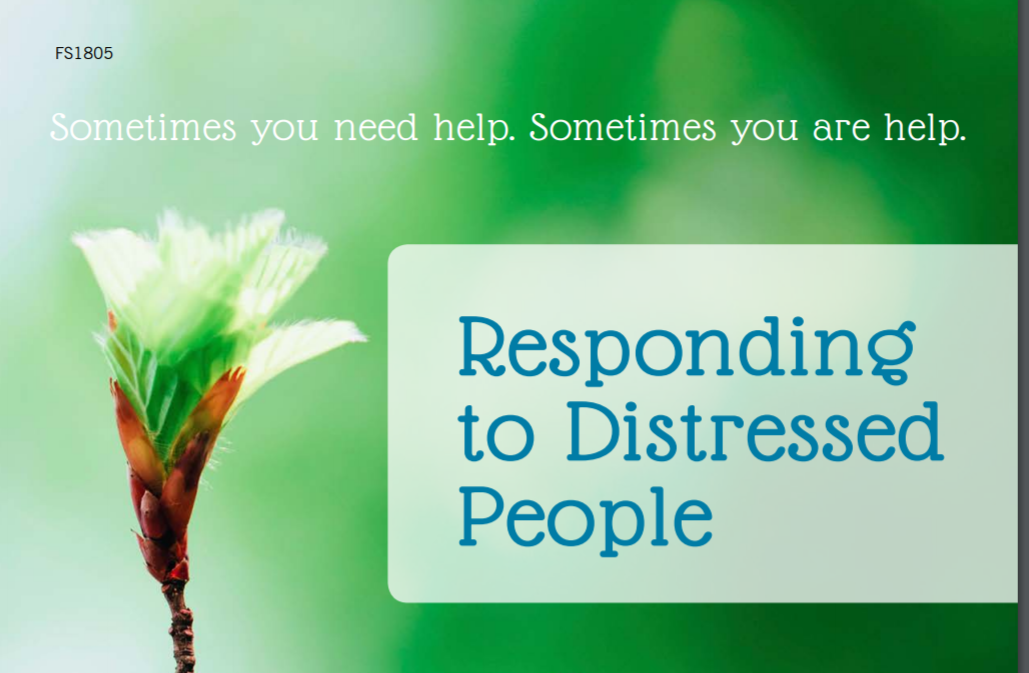 FS1805
Sometimes you need help. Sometimes you are help.
Responding
to Distressed
People